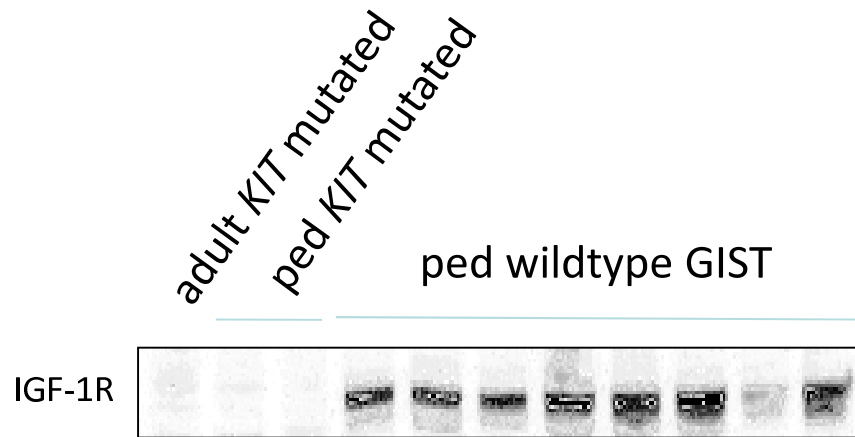 adult KIT mutated
ped KIT mutated
ped wildtype GIST
IGF-1R